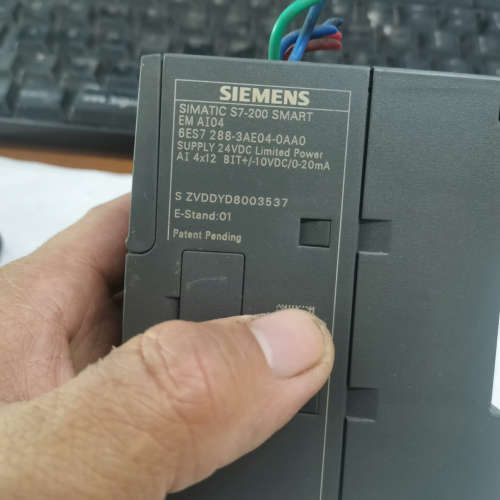 SIEMENS
SIMATIC S7-200 SMART
EM AI04
6ES7 288-3AE04-0AA0
SUPPLY 24VDC Limited Power
AI 4x12 BIT+/-10VDC/0-20mA
S ZVDDYD8003537
E-Stand:01
Patent Pending